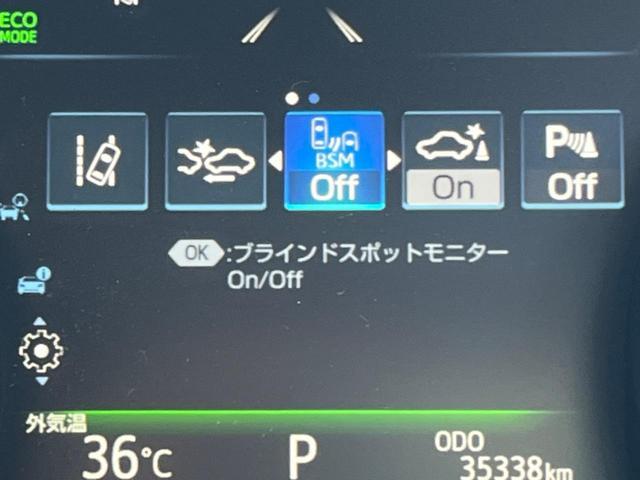 ECO
MODE
BSM
Off
On
P
Off
OK :ブラインドスポットモニター
On/Off
外気温
36℃
P
ODO
35338km